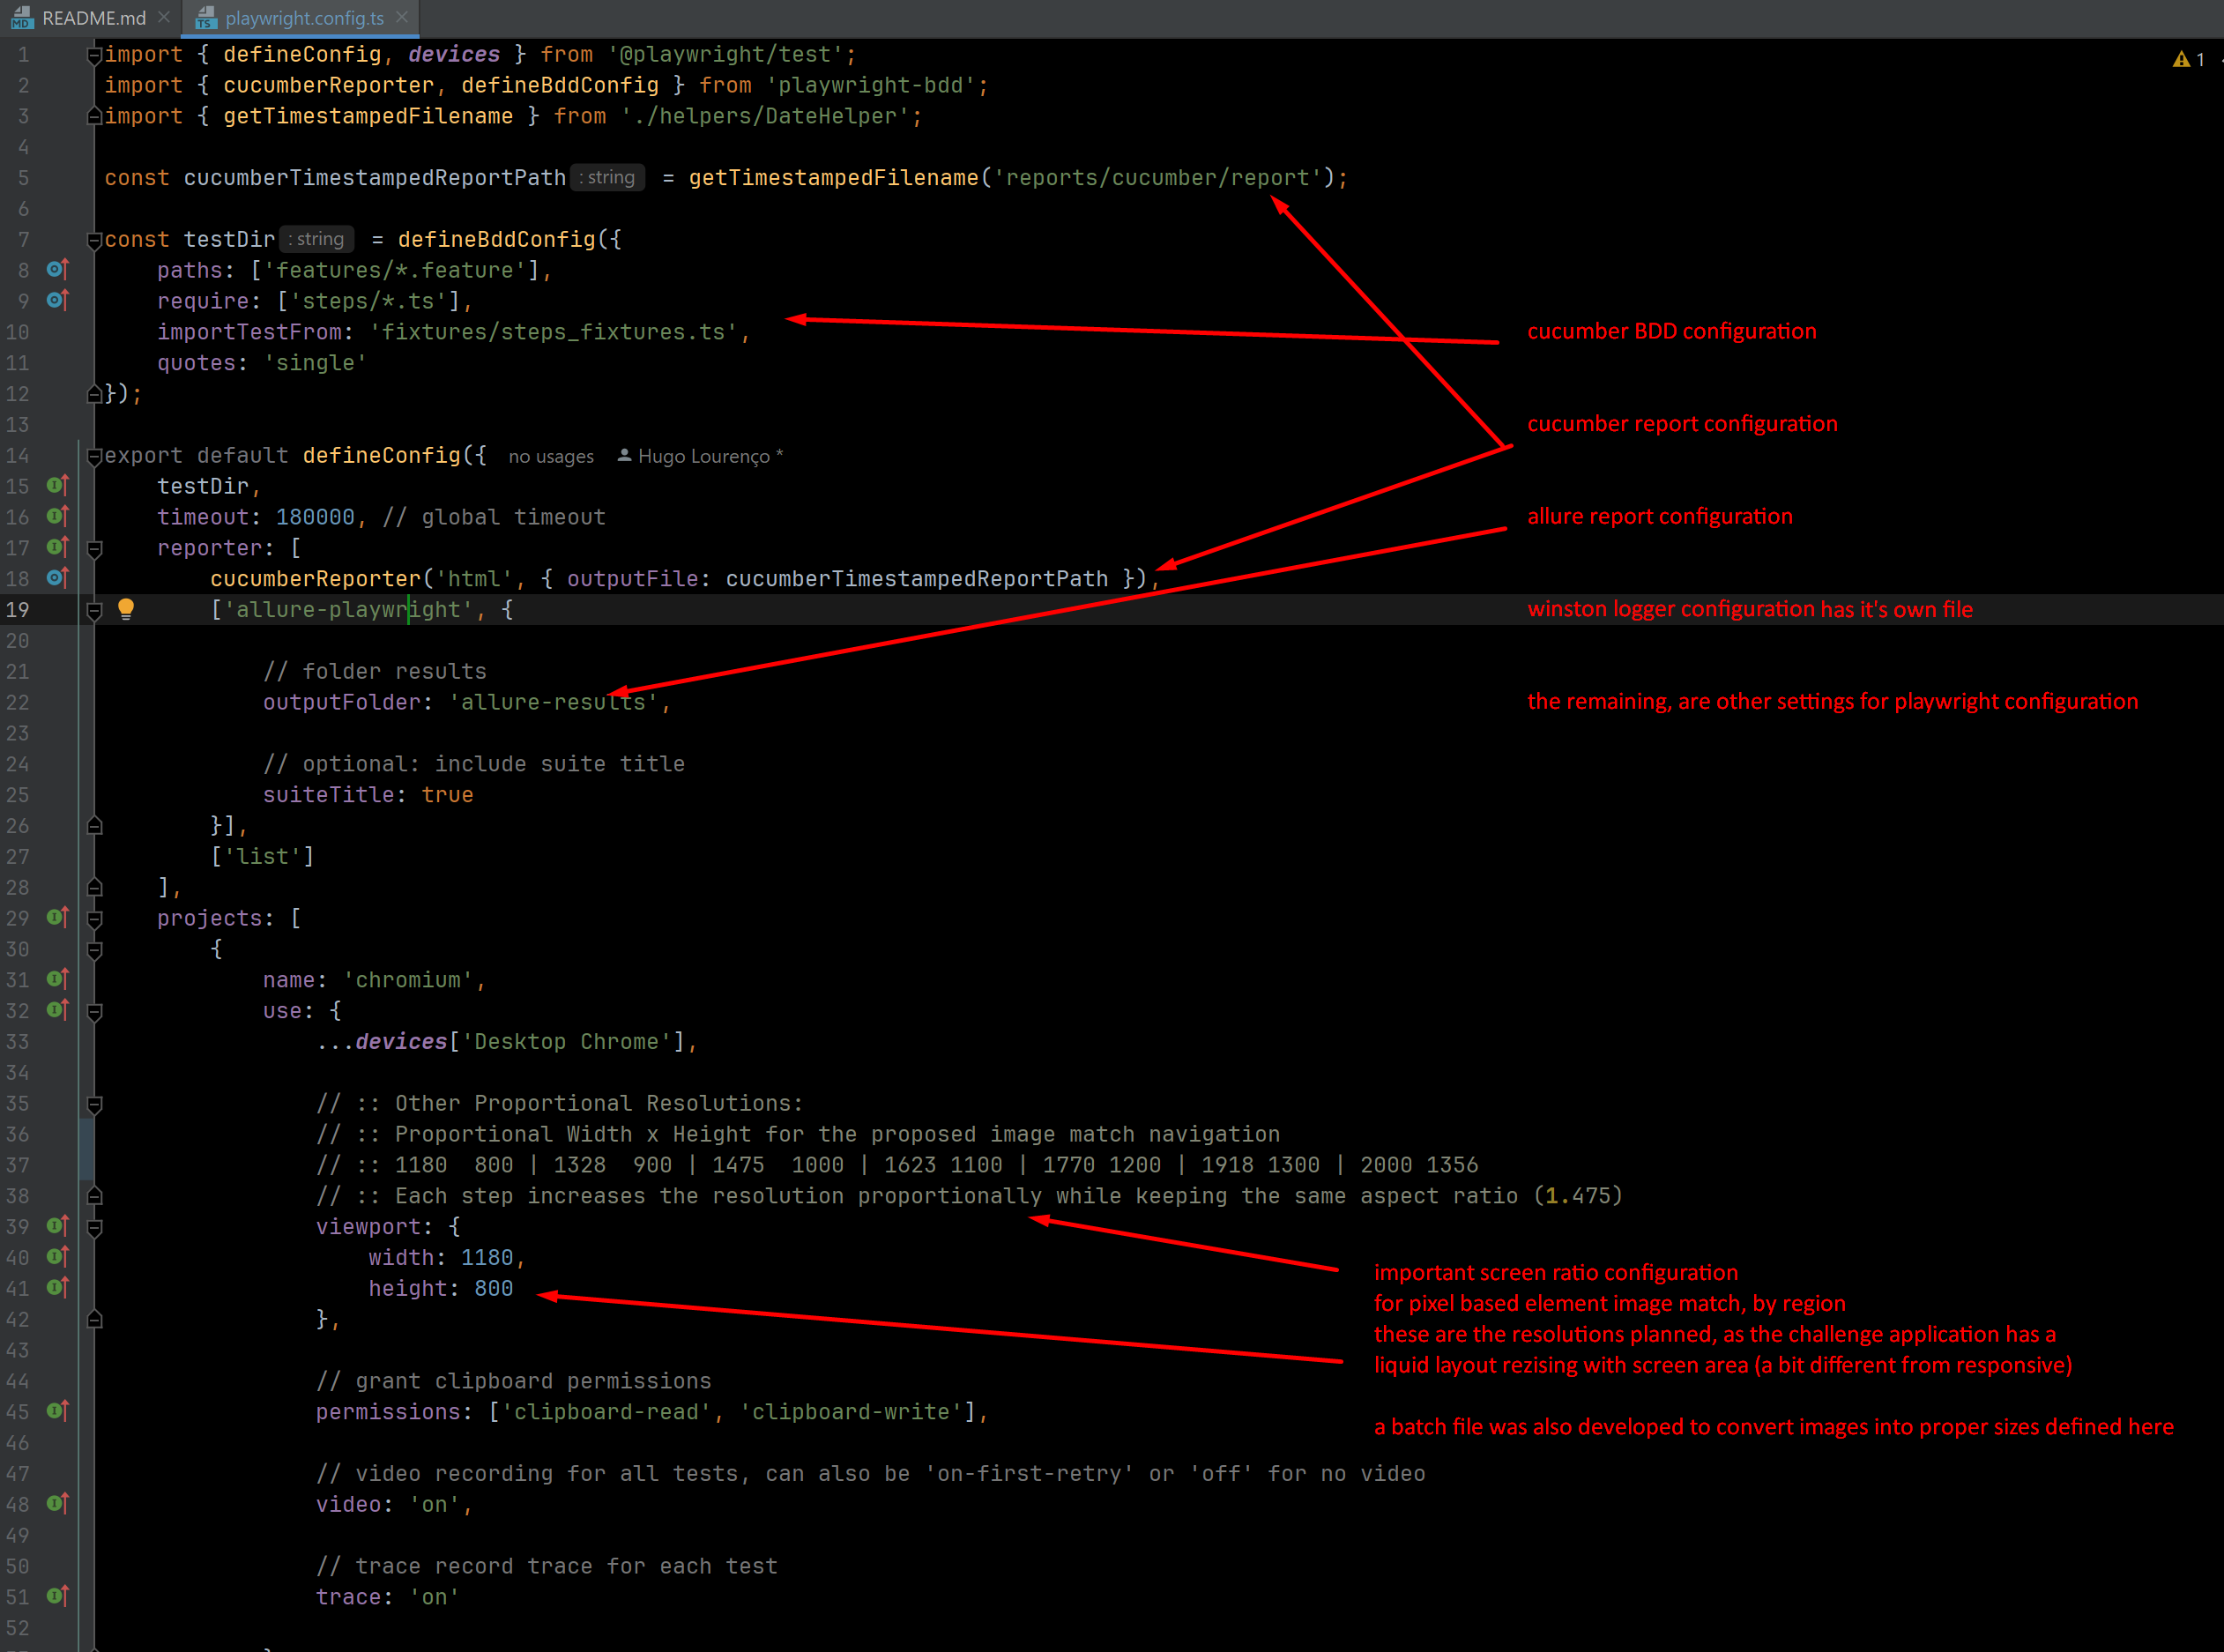 README.md
playwright.config.ts
1 import { defineConfig, devices } from '@playwright/test';
1
2 import { cucumberReporter, defineBddConfig } from 'playwright-bdd';
3 import { getTimestampedFilename } from './helpers/DateHelper';
4
5 const cucumberTimestampedReportPath : string = getTimestampedFilename('reports/cucumber/report');
6
7 const testDir : string = defineBddConfig({
8 paths: ['features/*.feature'],
9 require: ['steps/*.ts'],
10 importTestFrom: 'fixtures/steps_fixtures.ts',
cucumber BDD configuration
11 quotes: 'single'
12 });
13
cucumber report configuration
14 export default defineConfig({ no usages Hugo Lourenço *
15 testDir,
16 timeout: 180000, // global timeout
allure report configuration
17 reporter: [
18 cucumberReporter('html', { outputFile: cucumberTimestampedReportPath }),
19 ['allure-playwright', {
winston logger configuration has it's own file
20
21 // folder results
22 outputFolder: 'allure-results',
the remaining, are other settings for playwright configuration
23
24 // optional: include suite title
25 suiteTitle: true
26 }],
27 ['list']
28 ],
29 projects: [
30 {
31 name: 'chromium',
32 use: {
33 ...devices['Desktop Chrome'],
34
35 // :: Other Proportional Resolutions:
36 // :: Proportional Width x Height for the proposed image match navigation
37 // :: 1180 800 | 1328 900 | 1475 1000 | 1623 1100 | 1770 1200 | 1918 1300 | 2000 1356
38 // :: Each step increases the resolution proportionally while keeping the same aspect ratio (1.475)
39 viewport: {
40 width: 1180,
41 height: 800
42 },
43
44 // grant clipboard permissions
45 permissions: ['clipboard-read', 'clipboard-write'],
important screen ratio configuration
for pixel based element image match, by region
these are the resolutions planned, as the challenge application has a
liquid layout rezising with screen area (a bit different from responsive)
a batch file was also developed to convert images into proper sizes defined here
46
47 // video recording for all tests, can also be 'on-first-retry' or 'off' for no video
48 video: 'on',
49
50 // trace record trace for each test
51 trace: 'on'
52